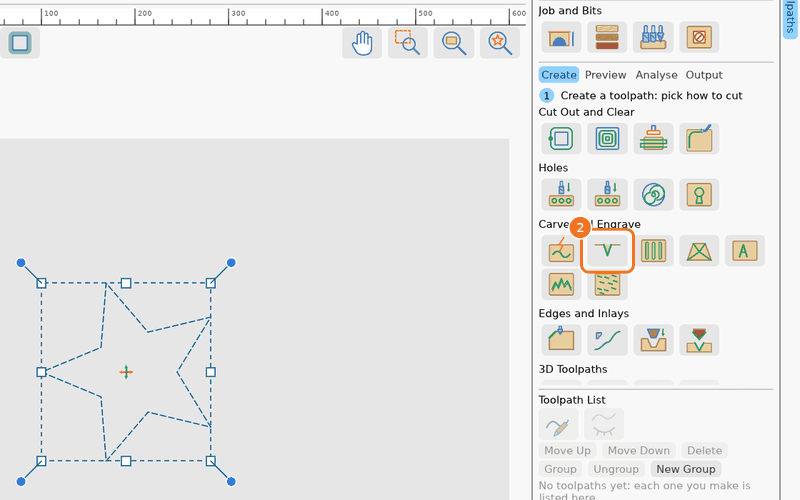 100 200 300 400 500 600
lpaths
Job and Bits
Create Preview Analyse Output
1 Create a toolpath: pick how to cut
Cut Out and Clear
Holes
2
Engrave
A
Edges and Inlays
3D Toolpaths
Toolpath List
Move Up Move Down Delete
Group Ungroup New Group
No toolpaths yet: each one you make is
listed here